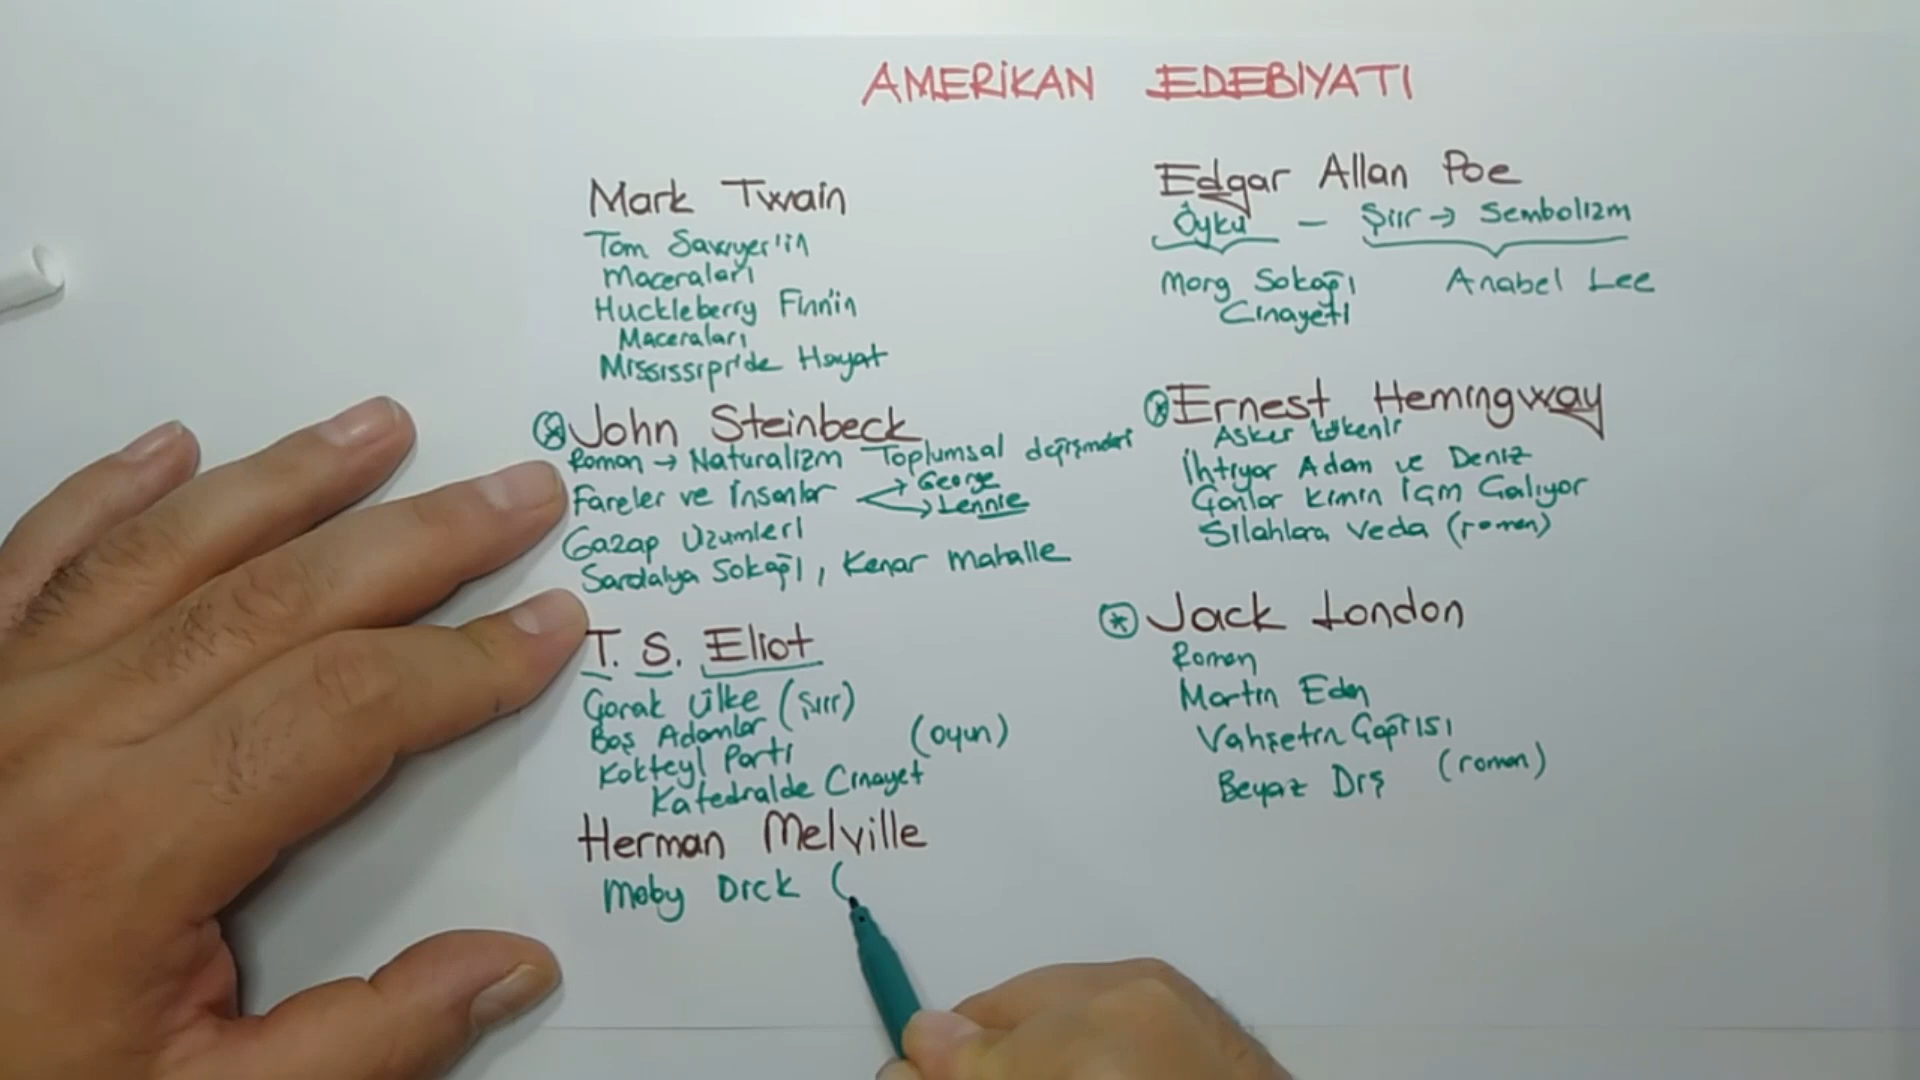 AMERİKAN EDEBİYATI
Mark Twain
Tom Sawyer'in
Maceraları
Huckleberry Finn'in
Maceraları
Mississipi'de Hayat
John Steinbeck
Roman → Naturalizm Toplumsal değişmeleri
Fareler ve İnsanlar → George
→ Lennie
Gazap Üzümleri
Sardalya Sokağı, Kenar Mahalle
T. S. Eliot
Çorak Ülke (şiir)
Boş Adamlar
Kokteyl Parti (oyun)
Katedralde Cinayet
Herman Melville
Moby Dick (
Edgar Allan Poe
Öykü - Şiir → Sembolizm
Morg Sokağı Anabel Lee
Cinayeti
Ernest Hemingway
Asker kökenli
İhtiyar Adam ve Deniz
Çanlar Kimin İçin Çalıyor
Silahlara Veda (roman)
Jack London
Roman
Martin Eden
Vahşetin Çağrısı
Beyaz Diş (roman)